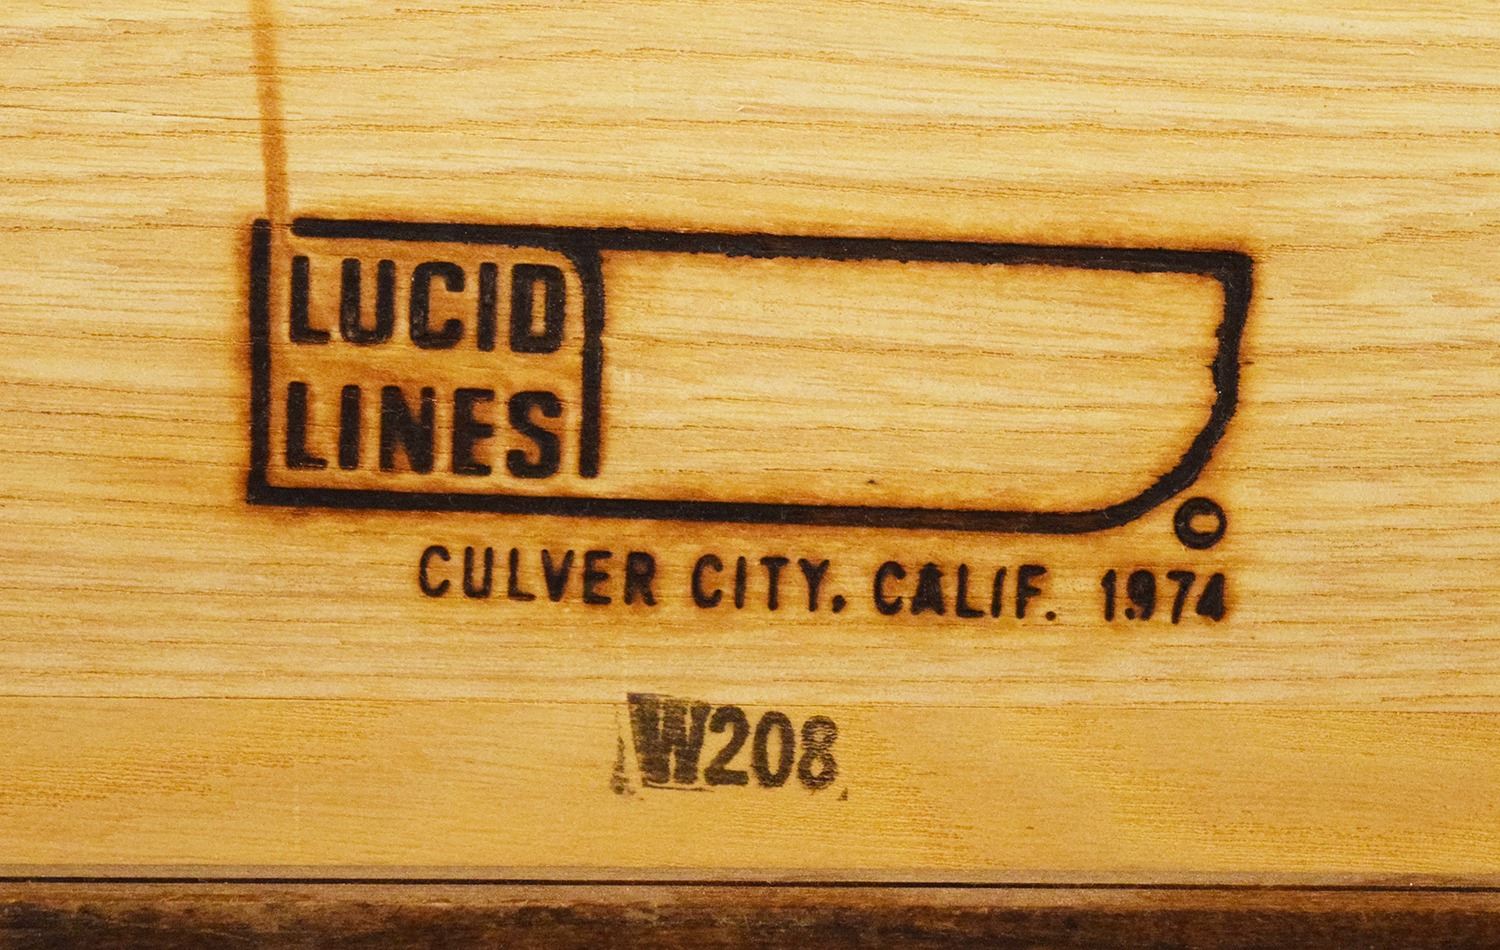 LUCID
LINES
©
CULVER CITY, CALIF. 1974
W208